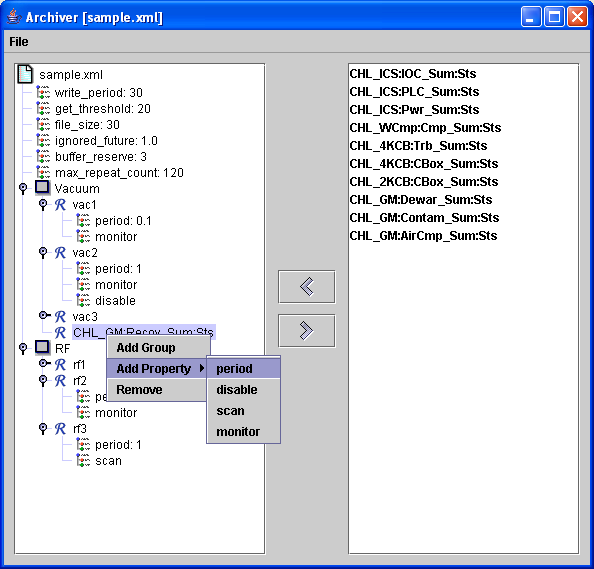 Archiver [sample.xml]
File
sample.xml
write_period: 30
get_threshold: 20
file_size: 30
ignored_future: 1.0
buffer_reserve: 3
max_repeat_count: 120
Vacuum
R vac1
period: 0.1
monitor
R vac2
period: 1
monitor
disable
R vac3
R CHL_GM:Recov_Sum:Sts
RF
R rf1
R rf2
monitor
R rf3
period: 1
scan
Add Group
Add Property
Remove
period
disable
scan
monitor
CHL_ICS:IOC_Sum:Sts
CHL_ICS:PLC_Sum:Sts
CHL_ICS:Pwr_Sum:Sts
CHL_WCmp:Cmp_Sum:Sts
CHL_4KCB:Trb_Sum:Sts
CHL_4KCB:CBox_Sum:Sts
CHL_2KCB:CBox_Sum:Sts
CHL_GM:Dewar_Sum:Sts
CHL_GM:Contam_Sum:Sts
CHL_GM:AirCmp_Sum:Sts